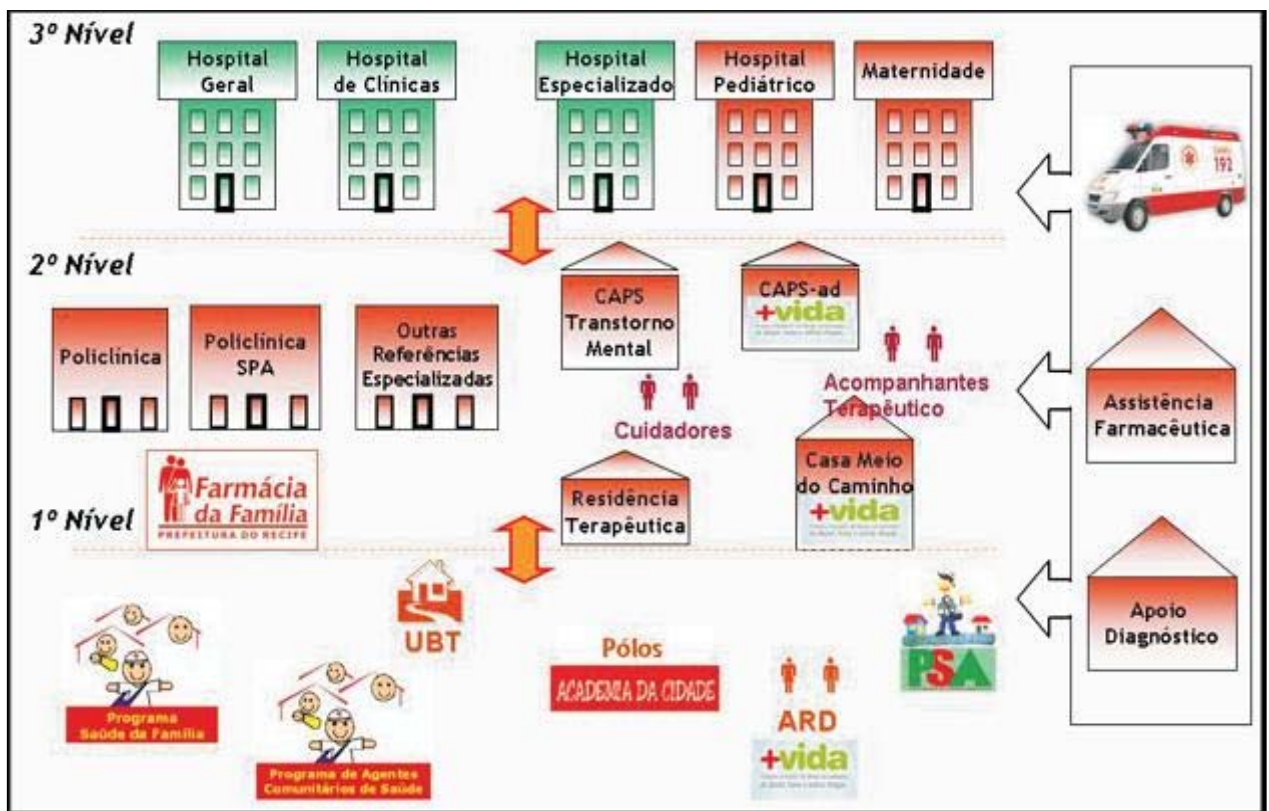 3º Nível
Hospital
Geral
Hospital
de Clínicas
Hospital
Especializado
Hospital
Pediátrico
Maternidade
192
2º Nível
Policlínica
Policlínica
SPA
Outras
Referências
Especializadas
CAPS
Transtorno
Mental
CAPS-ad
+vida
Cuidadores
Acompanhantes
Terapêutico
Assistência
Farmacêutica
Farmácia
da Família
PREFEITURA DO RECIFE
Residência
Terapêutica
Casa Meio
do Caminho
+vida
1º Nível
UBT
Pólos
ACADEMIA DA CIDADE
ARD
+vida
PSA
Apoio
Diagnóstico
Programa
Saúde da Família
Programa de Agentes
Comunitários de Saúde